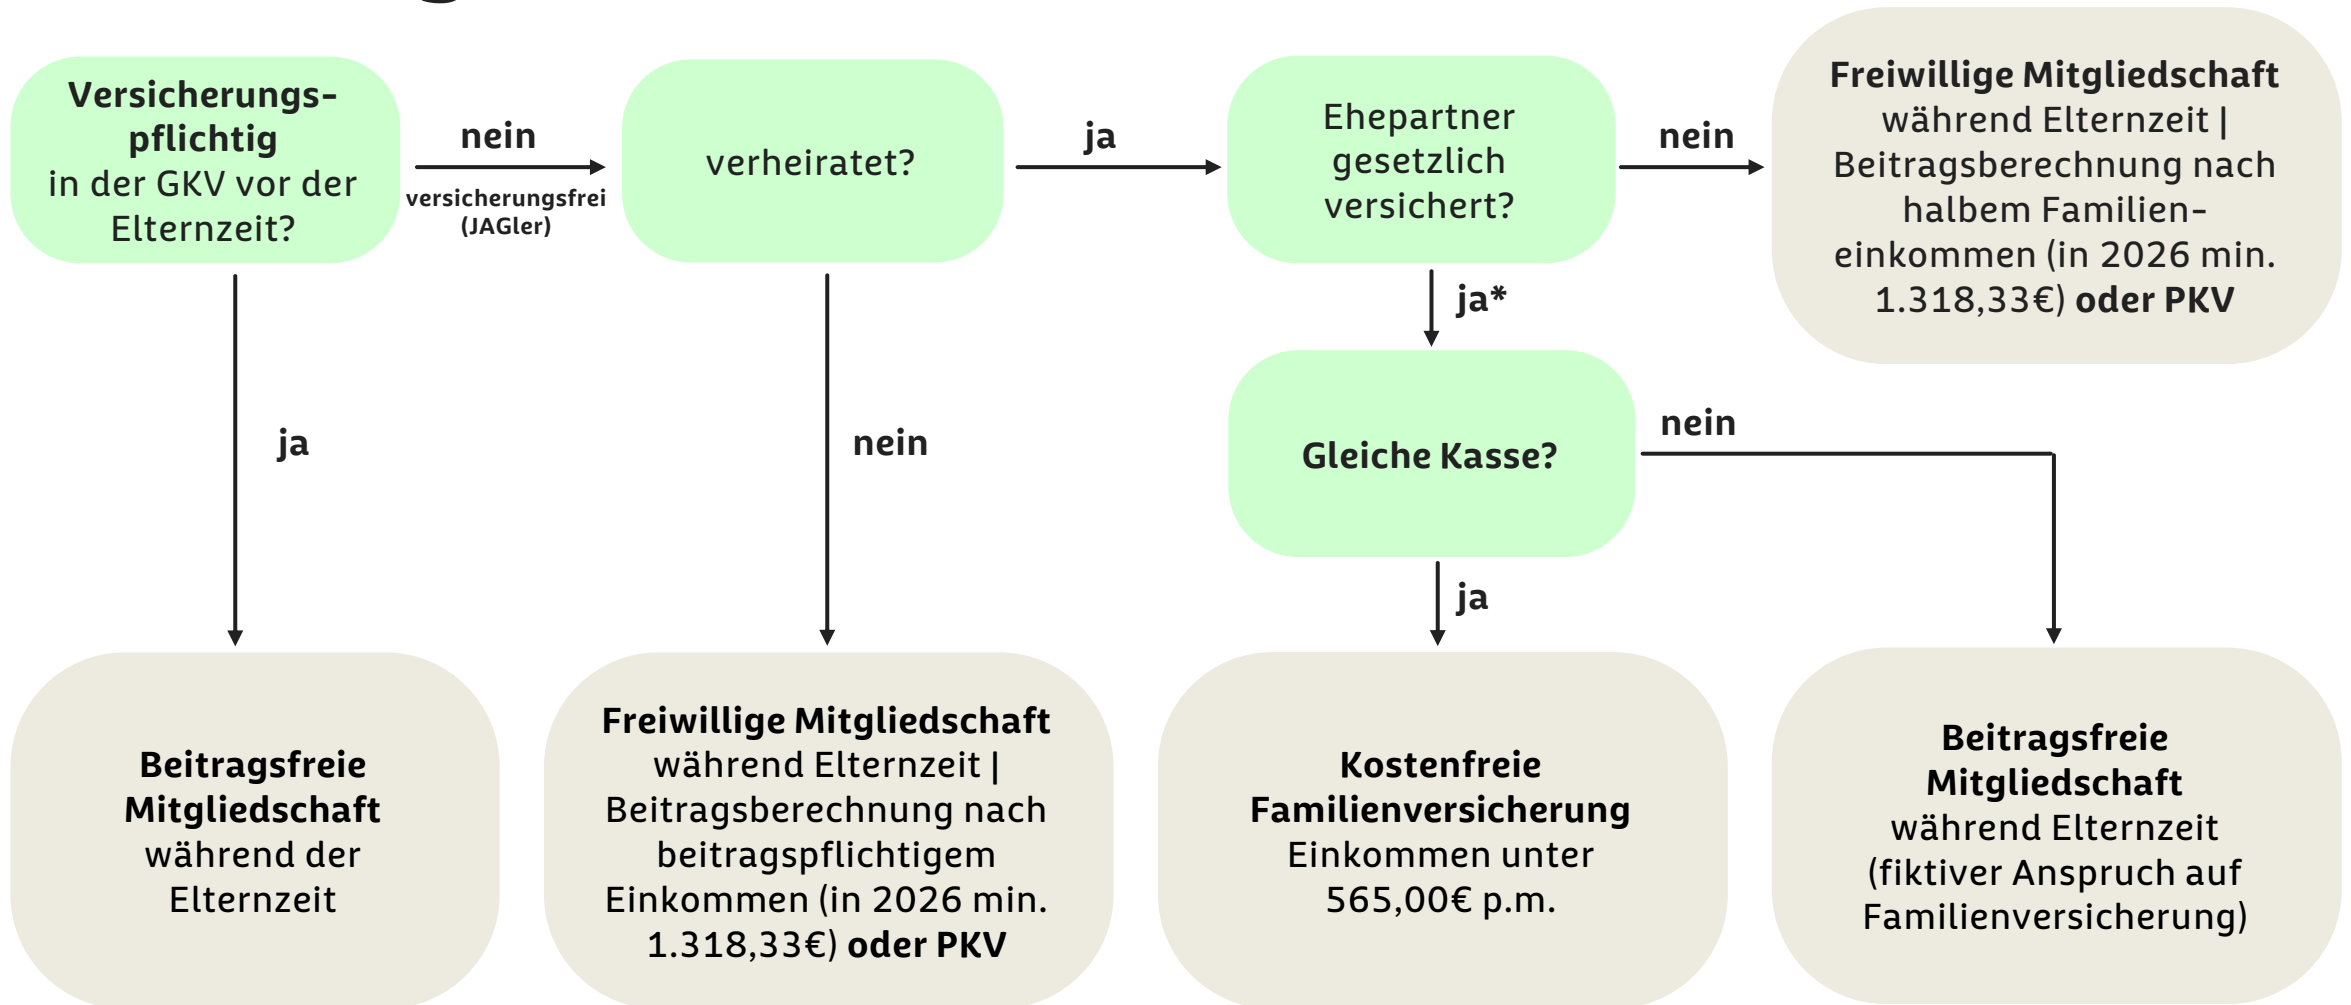 Versicherungs-
pflichtig
in der GKV vor der
Elternzeit?
nein
versicherungsfrei
(JAGler)
verheiratet?
ja
Ehepartner
gesetzlich
versichert?
nein
Freiwillige Mitgliedschaft
während Elternzeit |
Beitragsberechnung nach
halbem Familien-
einkommen (in 2026 min.
1.318,33€) oder PKV
ja*
Gleiche Kasse?
nein
ja
nein
ja
Beitragsfreie
Mitgliedschaft
während der
Elternzeit
Freiwillige Mitgliedschaft
während Elternzeit |
Beitragsberechnung nach
beitragspflichtigem
Einkommen (in 2026 min.
1.318,33€) oder PKV
Kostenfreie
Familienversicherung
Einkommen unter
565,00€ p.m.
Beitragsfreie
Mitgliedschaft
während Elternzeit
(fiktiver Anspruch auf
Familienversicherung)